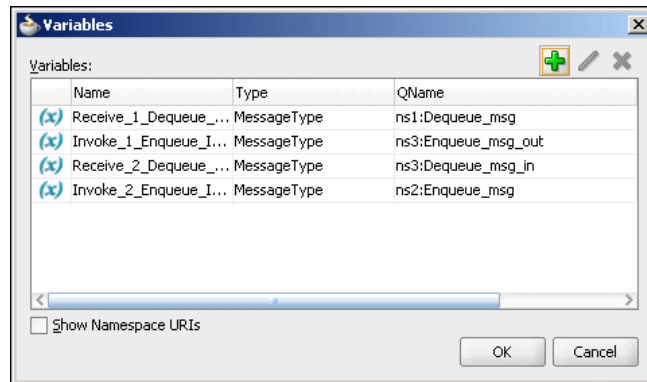 Variables
Variables:
Name Type QName
(x) Receive_1_Dequeue_... MessageType ns1:Dequeue_msg
(x) Invoke_1_Enqueue_I... MessageType ns3:Enqueue_msg_out
(x) Receive_2_Dequeue_... MessageType ns3:Dequeue_msg_in
(x) Invoke_2_Enqueue_I... MessageType ns2:Enqueue_msg
Show Namespace URIs
OK Cancel